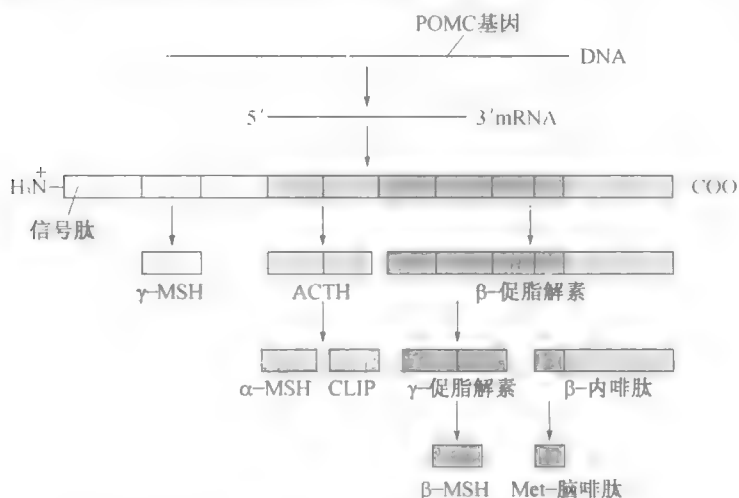 POMC基因
DNA
5′ 3′mRNA
H₃N⁺ COO
信号肽
γ-MSH ACTH β-促脂解素
α-MSH CLIP γ-促脂解素 β-内啡肽
β-MSH Met-脑啡肽